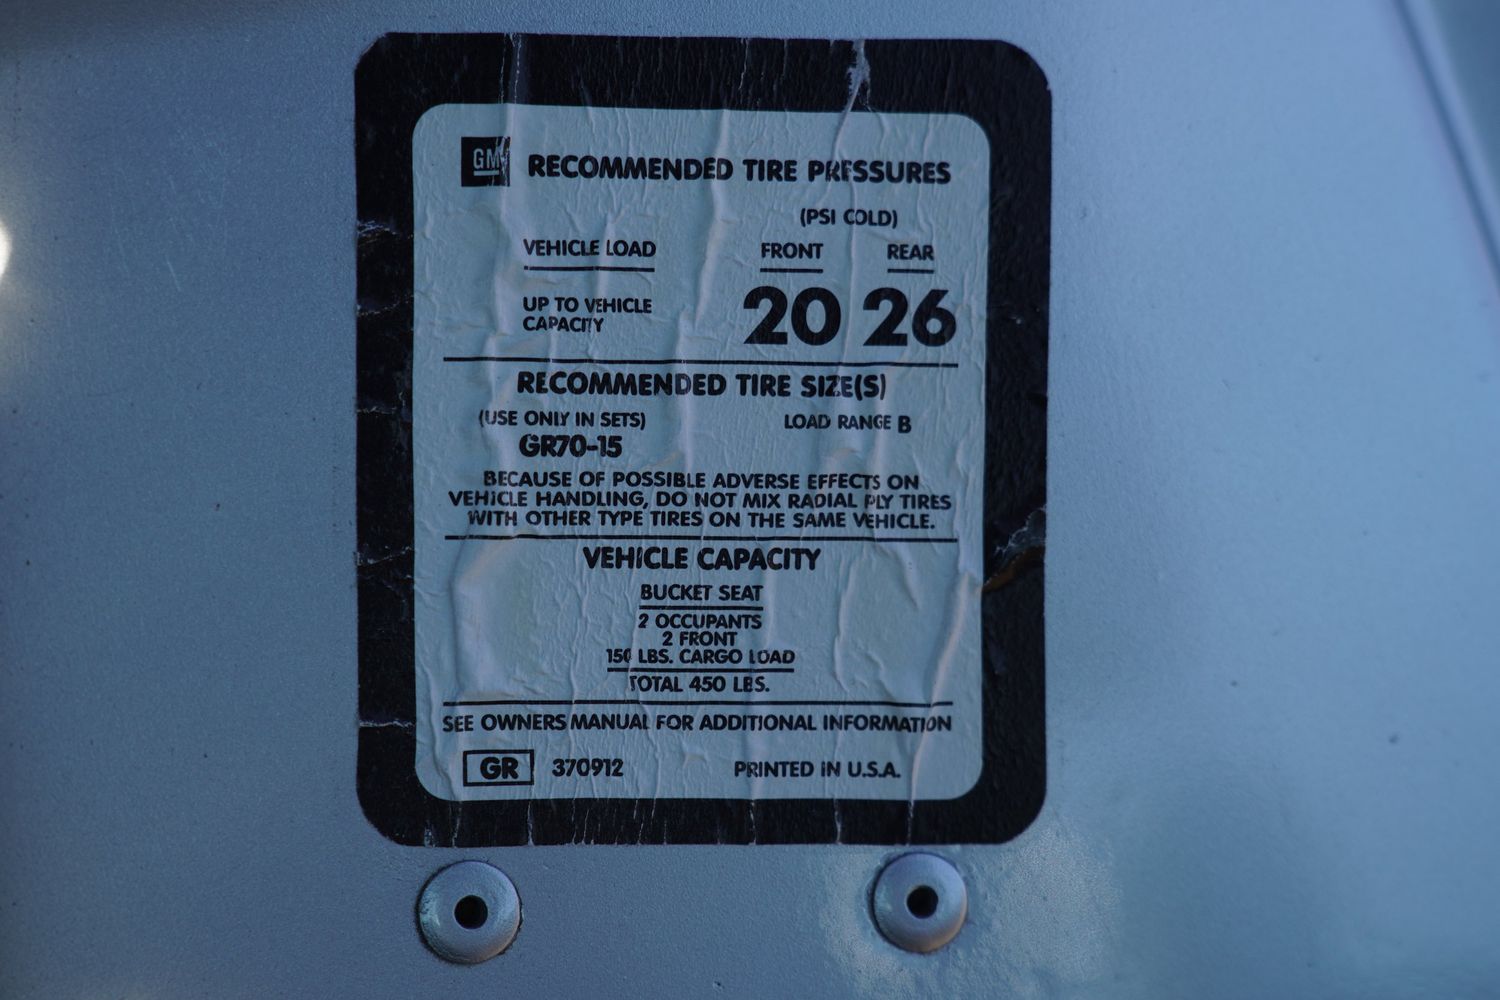 GM RECOMMENDED TIRE PRESSURES
(PSI COLD)
VEHICLE LOAD FRONT REAR
UP TO VEHICLE CAPACITY 20 26
RECOMMENDED TIRE SIZE(S)
(USE ONLY IN SETS) LOAD RANGE B
GR70-15
BECAUSE OF POSSIBLE ADVERSE EFFECTS ON
VEHICLE HANDLING, DO NOT MIX RADIAL PLY TIRES
WITH OTHER TYPE TIRES ON THE SAME VEHICLE.
VEHICLE CAPACITY
BUCKET SEAT
2 OCCUPANTS
2 FRONT
150 LBS. CARGO LOAD
TOTAL 450 LBS.
SEE OWNERS MANUAL FOR ADDITIONAL INFORMATION
GR 370912 PRINTED IN U.S.A.